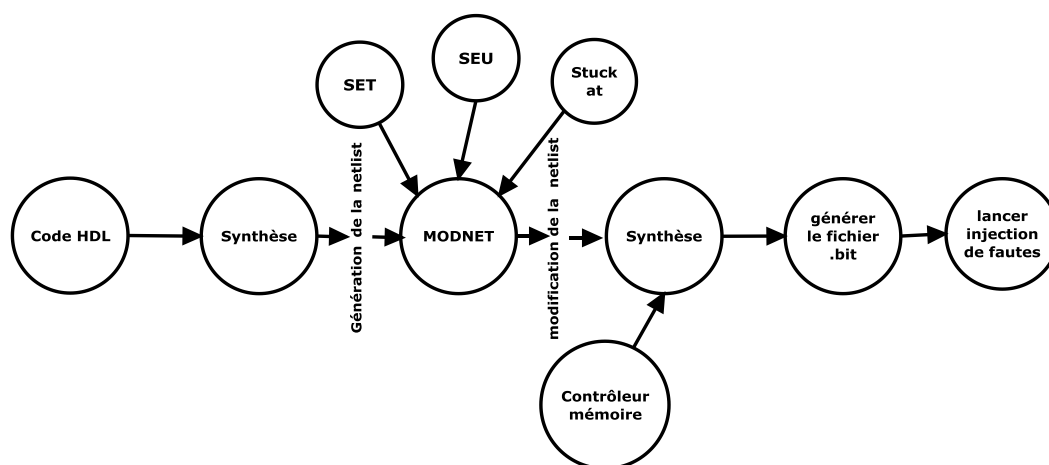 SET
SEU
Stuck
at
Code HDL
Synthèse
Génération de la netlist
MODNET
modification de la netlist
Synthèse
générer
le fichier
.bit
lancer
injection
de fautes
Contrôleur
mémoire